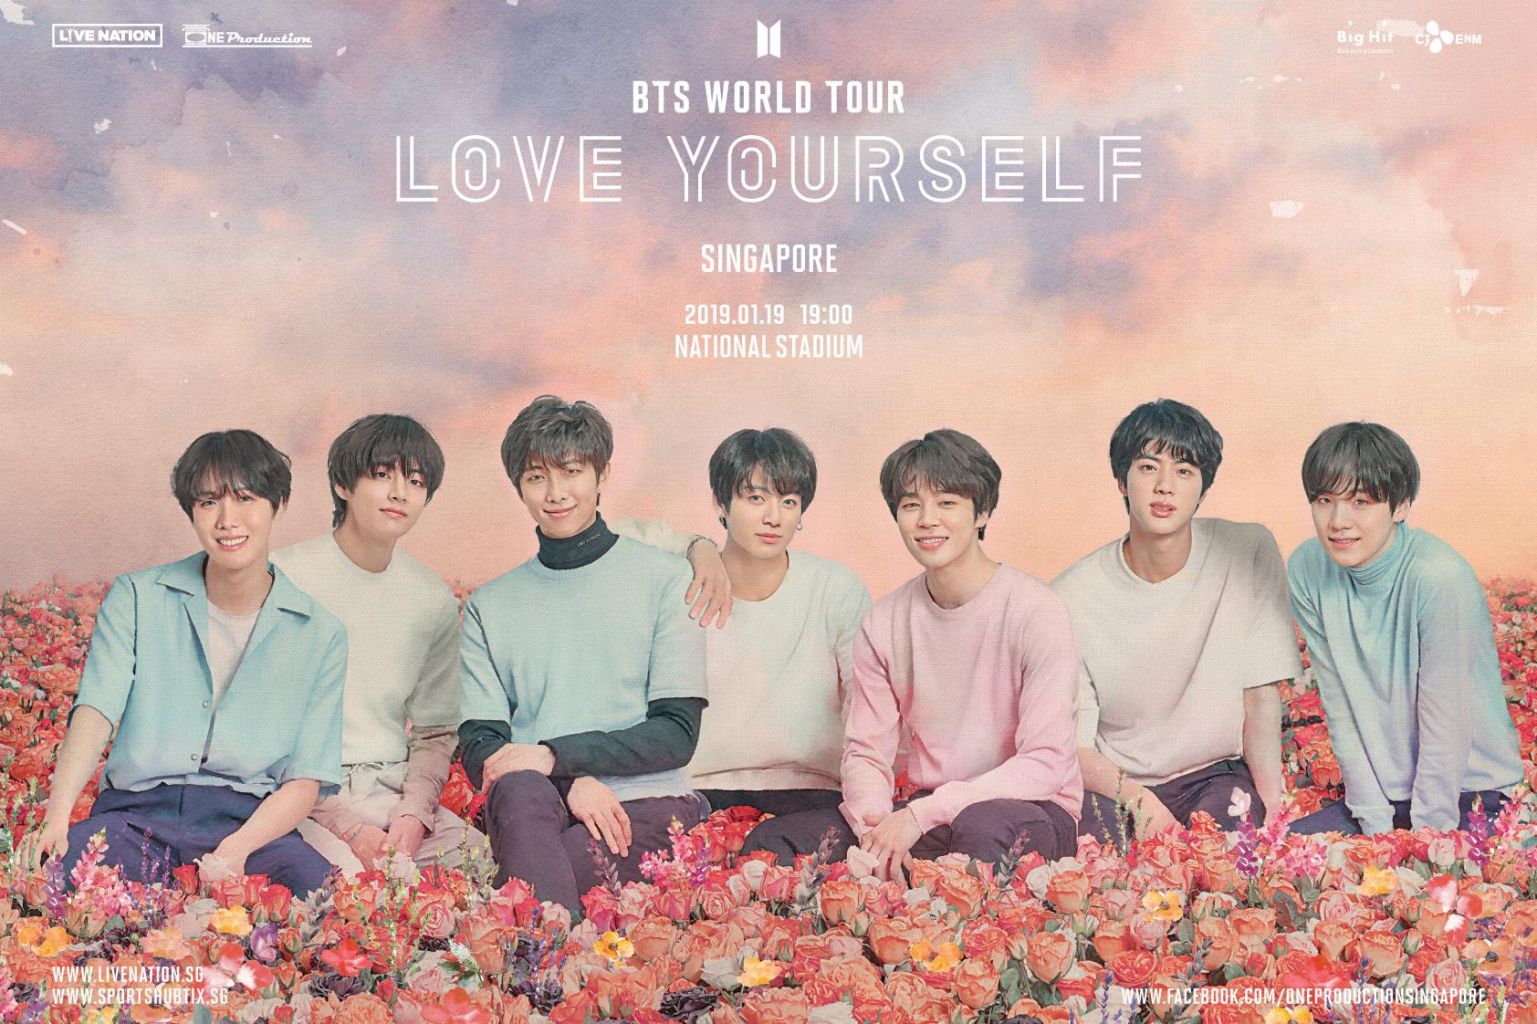 LIVE NATION
ONE Production
Big Hit
Entertainment
CJ ENM
BTS WORLD TOUR
LOVE YOURSELF
SINGAPORE
2019.01.19 19:00
NATIONAL STADIUM
WWW.LIVENATION.SG
WWW.SPORTSHUBTIX.SG
WWW.FACEBOOK.COM/ONEPRODUCTIONSINGAPORE